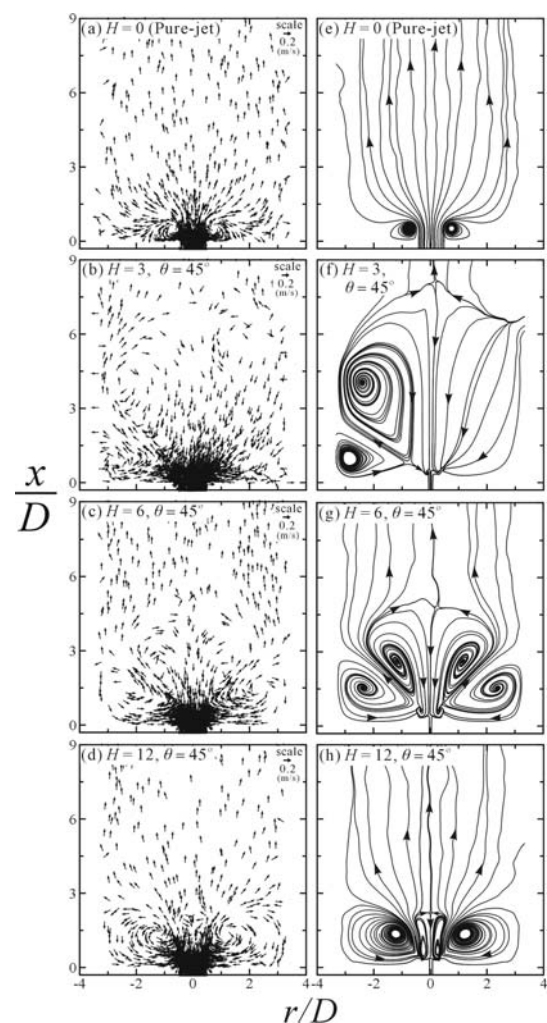 (a) H = 0 (Pure-jet)
scale
0.2
(m/s)
(e) H = 0 (Pure-jet)
9
6
3
0
(b) H = 3, θ = 45°
scale
0.2
(m/s)
(f) H = 3,
θ = 45°
9
6
3
0
x/D
(c) H = 6, θ = 45°
scale
0.2
(m/s)
(g) H = 6, θ = 45°
9
6
3
0
(d) H = 12, θ = 45°
scale
0.2
(m/s)
(h) H = 12, θ = 45°
9
6
3
0
-4 -2 0 2 4 -2 0 2 4
r/D